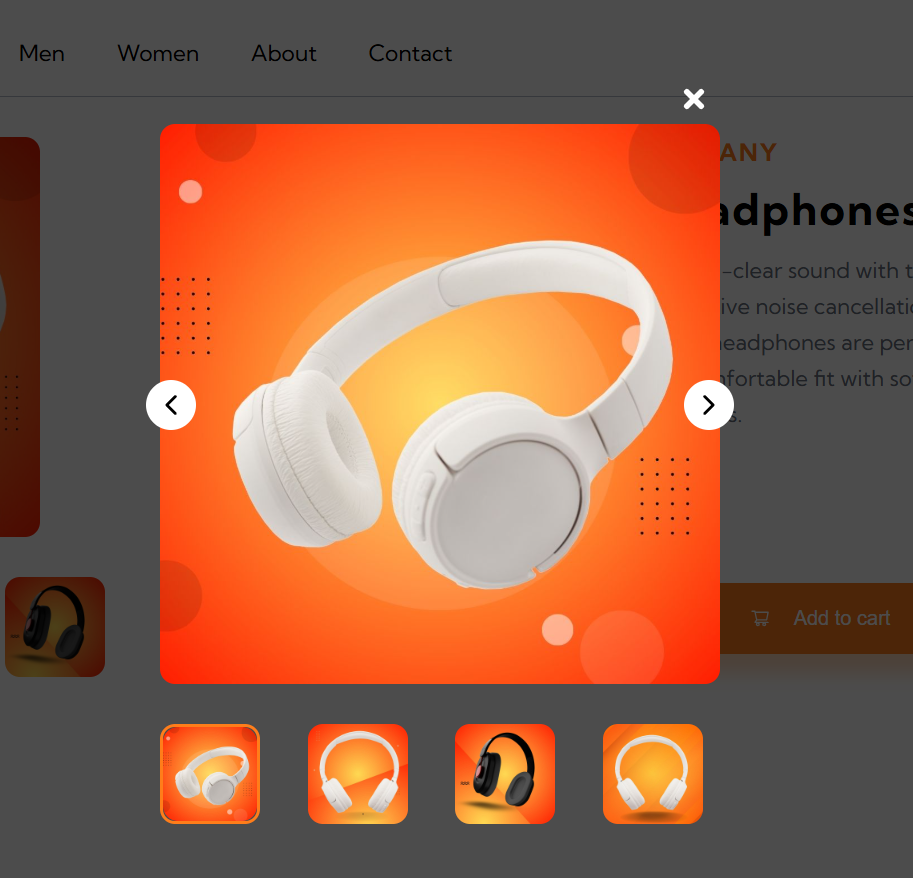 Men Women About Contact
ANY
adphones
-clear sound with t
ive noise cancellatio
headphones are per
nfortable fit with so
s.
Add to cart